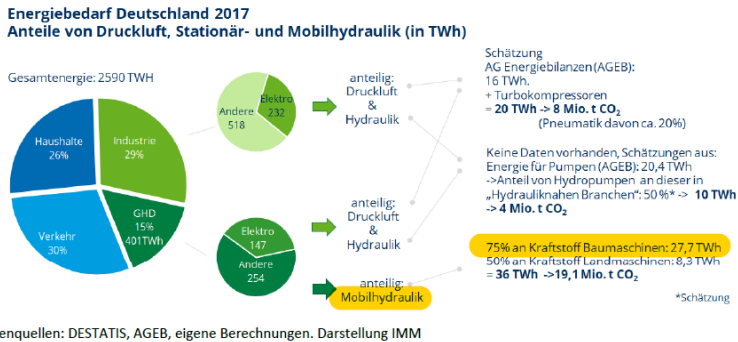 Energiebedarf Deutschland 2017
Anteile von Druckluft, Stationär- und Mobilhydraulik (in TWh)
Gesamtenergie: 2590 TWH
Haushalte
26%
Industrie
29%
Verkehr
30%
GHD
15%
401TWh
Elektro
232
Andere
518
Elektro
147
Andere
254
anteilig:
Druckluft
&
Hydraulik
anteilig:
Druckluft
&
Hydraulik
anteilig:
Mobilhydraulik
Schätzung
AG Energiebilanzen (AGEB):
16 TWh.
+ Turbokompressoren
= 20 TWh -> 8 Mio. t CO₂
(Pneumatik davon ca. 20%)
Keine Daten vorhanden, Schätzungen aus:
Energie für Pumpen (AGEB): 20,4 TWh
->Anteil von Hydropumpen an dieser in
„Hydrauliknahen Branchen“: 50%* -> 10 TWh
-> 4 Mio. t CO₂
75% an Kraftstoff Baumaschinen: 27,7 TWh
50% an Kraftstoff Landmaschinen: 8,3 TWh
= 36 TWh ->19,1 Mio. t CO₂
*Schätzung
enquellen: DESTATIS, AGEB, eigene Berechnungen. Darstellung IMM